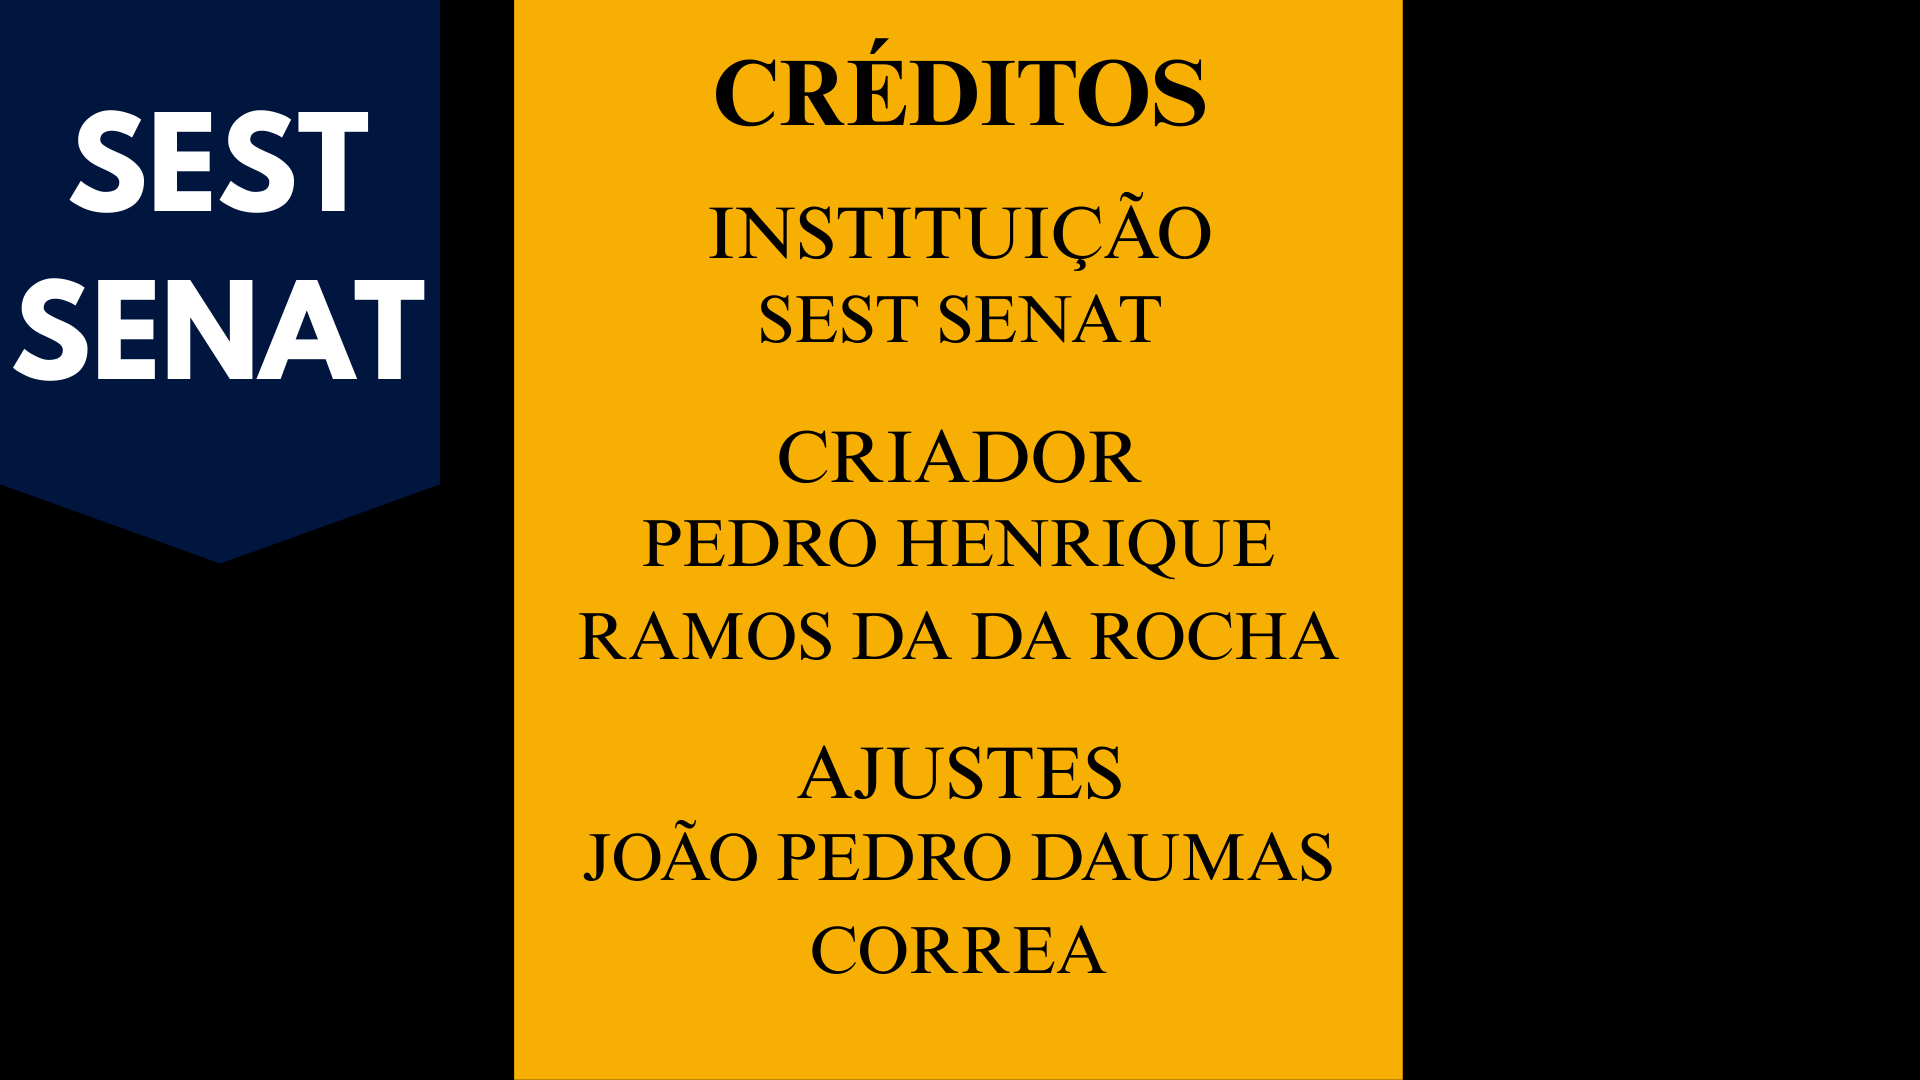 SEST
SENAT
CRÉDITOS
INSTITUIÇÃO
SEST SENAT
CRIADOR
PEDRO HENRIQUE
RAMOS DA DA ROCHA
AJUSTES
JOÃO PEDRO DAUMAS
CORREA